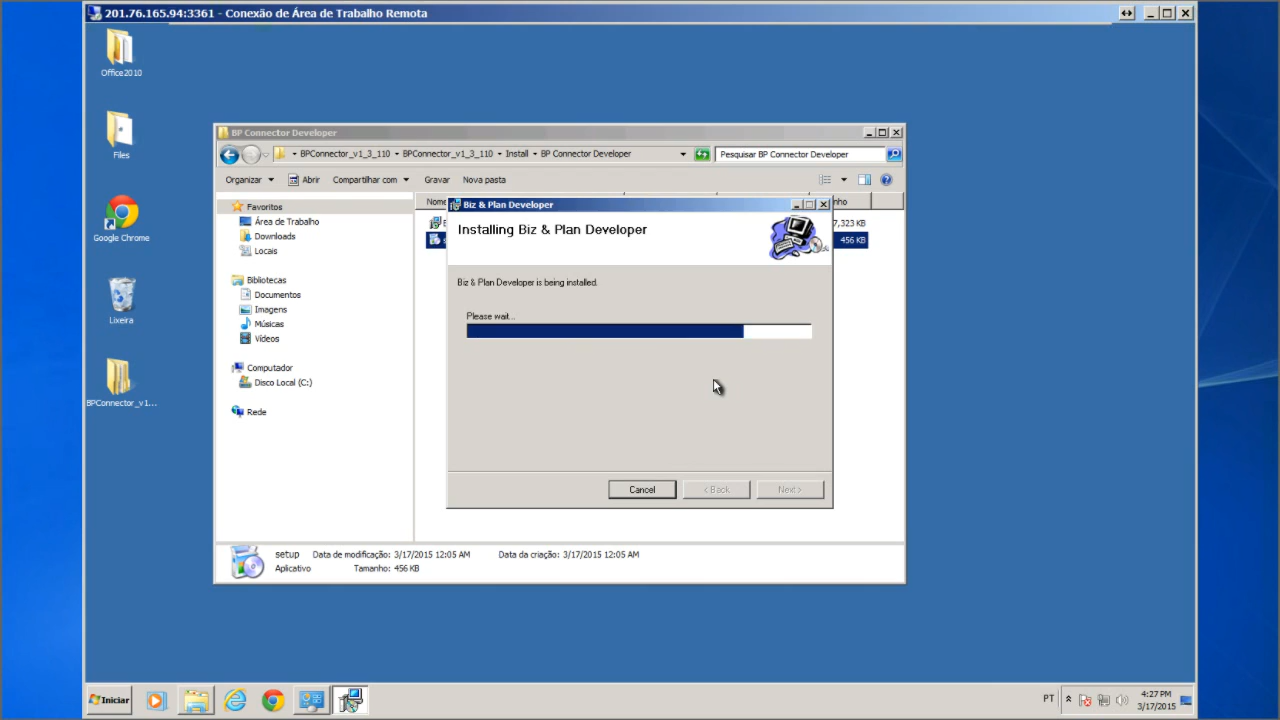 201.76.165.94:3361 - Conexão de Área de Trabalho Remota
Office2010
Files
Google Chrome
Lixeira
BPConnector_v1...
BP Connector Developer
BPConnector_v1_3_110 BPConnector_v1_3_110 Install BP Connector Developer
Pesquisar BP Connector Developer
Organizar Abrir Compartilhar com Gravar Nova pasta
Favoritos
Área de Trabalho
Downloads
Locais
Bibliotecas
Documentos
Imagens
Músicas
Vídeos
Computador
Disco Local (C:)
Rede
Nome
7,323 KB
456 KB
Biz & Plan Developer
Installing Biz & Plan Developer
Biz & Plan Developer is being installed.
Please wait...
Cancel < Back Next >
setup Data de modificação: 3/17/2015 12:05 AM Data da criação: 3/17/2015 12:05 AM
Aplicativo Tamanho: 456 KB
Iniciar
PT
4:27 PM
3/17/2015